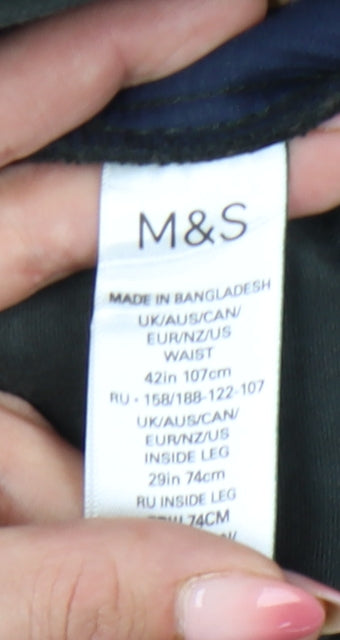 M&S
MADE IN BANGLADESH
UK/AUS/CAN/
EUR/NZ/US
WAIST
42in 107cm
RU - 158/188-122-107
UK/AUS/CAN/
EUR/NZ/US
INSIDE LEG
29in 74cm
RU INSIDE LEG
74CM